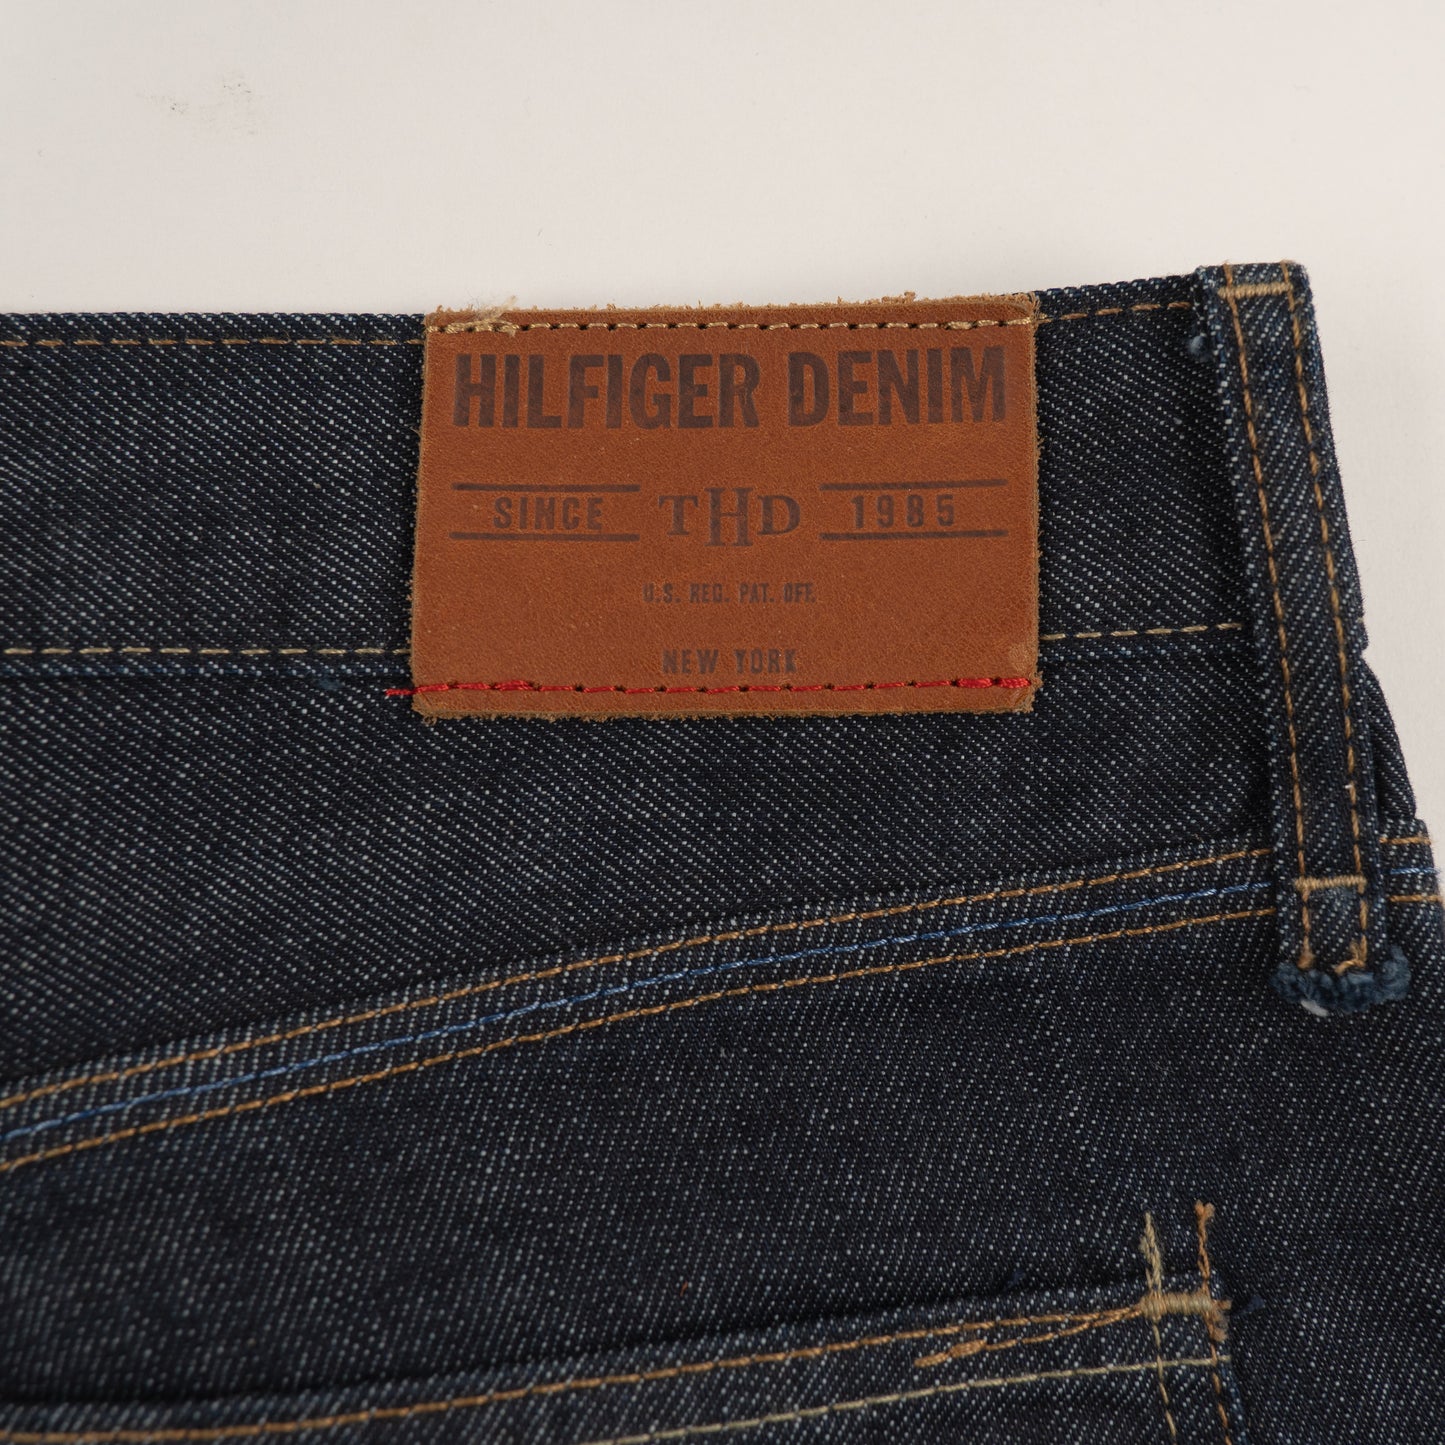 HILFIGER DENIM
SINCE THD 1985
U.S. REG. PAT. OFF.
NEW YORK